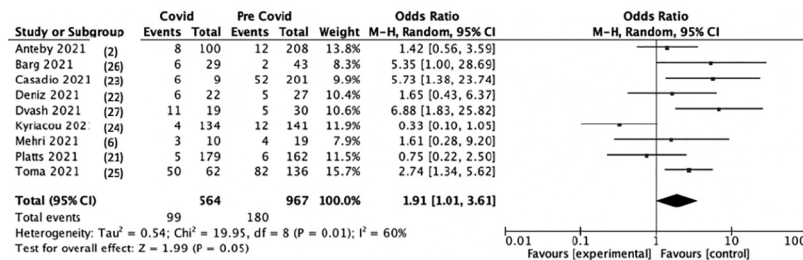 Covid Pre Covid Odds Ratio Odds Ratio
Study or Subgroup Events Total Events Total Weight M-H, Random, 95% CI M-H, Random, 95% CI
Anteby 2021 (2) 8 100 12 208 13.8% 1.42 [0.56, 3.59]
Barg 2021 (26) 6 29 2 43 8.3% 5.35 [1.00, 28.69]
Casadio 2021 (23) 6 9 52 201 9.9% 5.73 [1.38, 23.74]
Deniz 2021 (22) 6 22 5 27 10.4% 1.65 [0.43, 6.37]
Dvash 2021 (27) 11 19 5 30 10.6% 6.88 [1.83, 25.82]
Kyriacou 202 (24) 4 134 12 141 11.9% 0.33 [0.10, 1.05]
Mehri 2021 (6) 3 10 4 19 7.9% 1.61 [0.28, 9.20]
Platts 2021 (21) 5 179 6 162 11.5% 0.75 [0.22, 2.50]
Toma 2021 (25) 50 62 82 136 15.7% 2.74 [1.34, 5.62]
Total (95% CI) 564 967 100.0% 1.91 [1.01, 3.61]
Total events 99 180
Heterogeneity: Tau² = 0.54; Chi² = 19.95, df = 8 (P = 0.01); I² = 60%
Test for overall effect: Z = 1.99 (P = 0.05)
0.01 0.1 1 10 100
Favours [experimental] Favours [control]